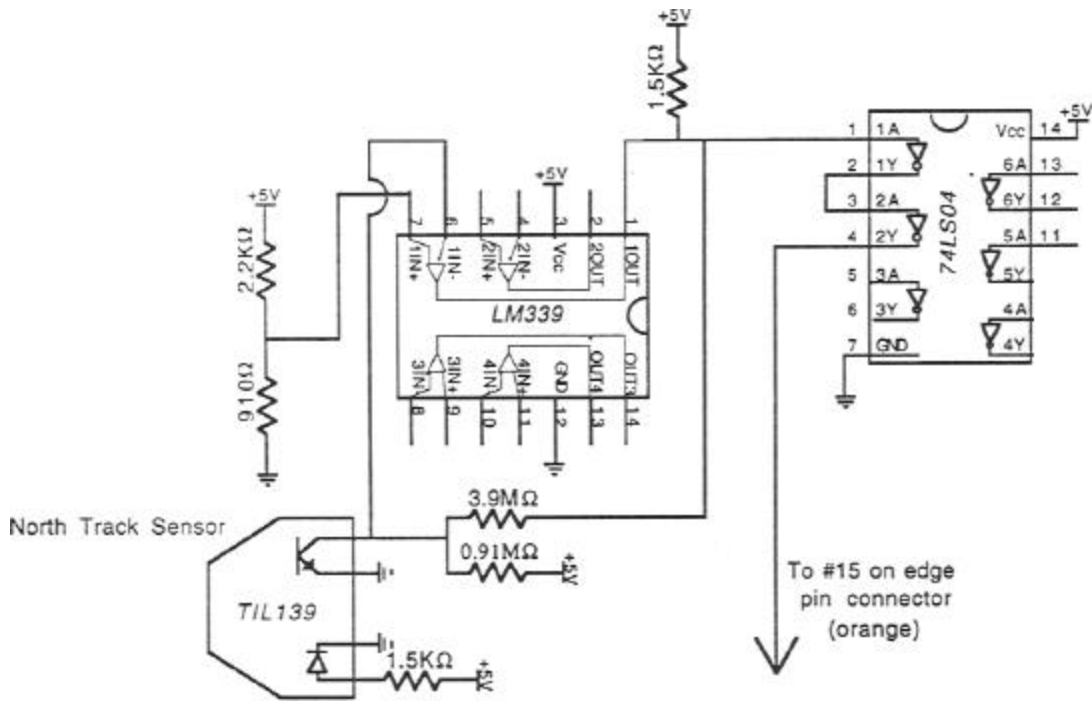 +5V
1.5KΩ
+5V
1 1A Vcc 14
2 1Y 6A 13
3 2A 6Y 12
4 2Y 5A 11
5 3A 5Y
6 3Y 4A
7 GND 4Y
74LS04
+5V
2.2KΩ
910Ω
+5V
7 6 5 4 3 2 1
1IN+ 1IN- 2IN+ 2IN- Vcc 2OUT 1OUT
LM339
3IN- 3IN+ 4IN- 4IN+ GND OUT4 OUT3
8 9 10 11 12 13 14
North Track Sensor
TIL139
3.9MΩ
0.91MΩ
+5V
1.5KΩ
+5V
To #15 on edge
pin connector
(orange)